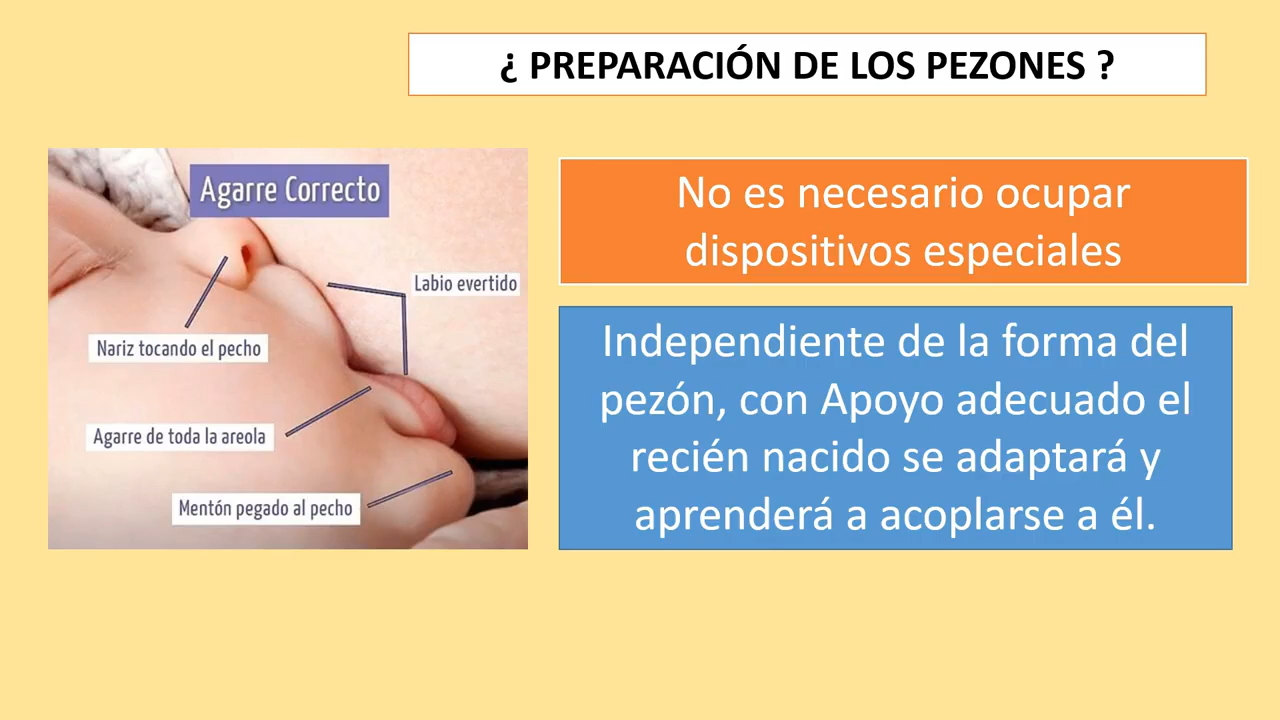 ¿ PREPARACIÓN DE LOS PEZONES ?
Agarre Correcto
Labio evertido
Nariz tocando el pecho
Agarre de toda la areola
Mentón pegado al pecho
No es necesario ocupar
dispositivos especiales
Independiente de la forma del
pezón, con Apoyo adecuado el
recién nacido se adaptará y
aprenderá a acoplarse a él.